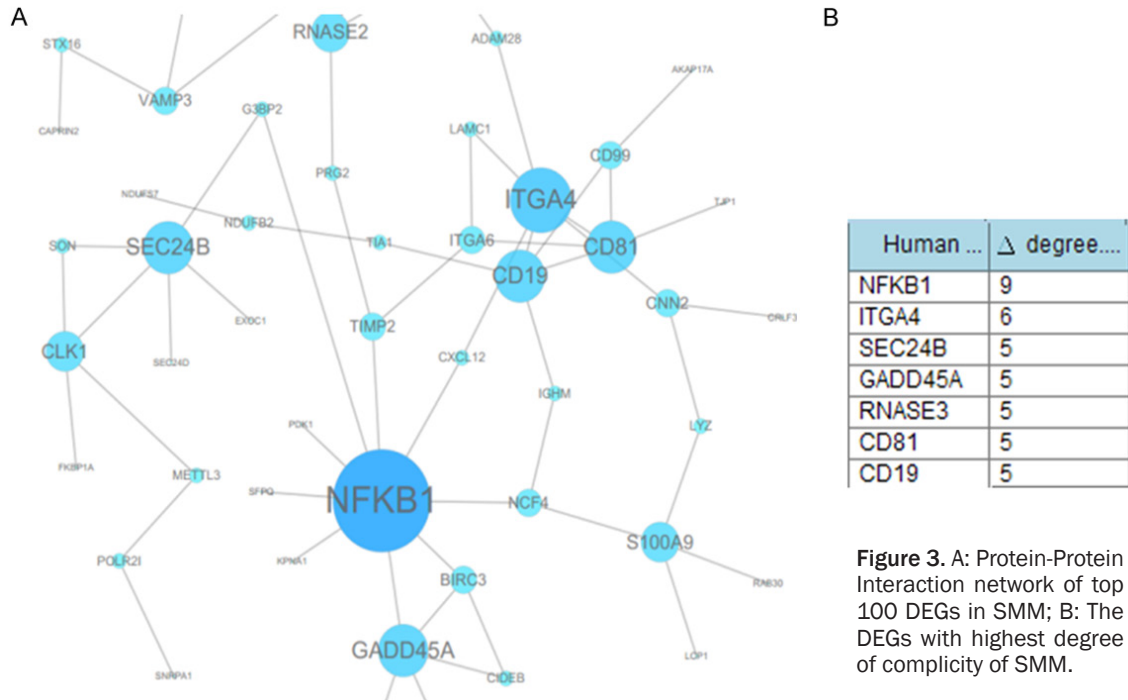 A
B
RNASE2
STX16
ADAM28
AKAP17A
VAMP3
G3BP2
CAPRIN2
LAMC1
CD99
PRG2
NDUFS7
ITGA4
TJP1
NDUFB2
SON
SEC24B
TIA1
ITGA6
CD81
CD19
CNN2
CRLF3
EXOC1
TIMP2
CLK1
SEC24D
CXCL12
IGHM
PDK1
LYZ
FKBP1A
METTL3
SFPQ
NFKB1
NCF4
S100A9
KPNA1
POLR2I
BIRC3
RAB30
GADD45A
LCP1
SNRPA1
CIDEB
Human ... Δ degree....
NFKB1 9
ITGA4 6
SEC24B 5
GADD45A 5
RNASE3 5
CD81 5
CD19 5
Figure 3. A: Protein-Protein
Interaction network of top
100 DEGs in SMM; B: The
DEGs with highest degree
of complicity of SMM.